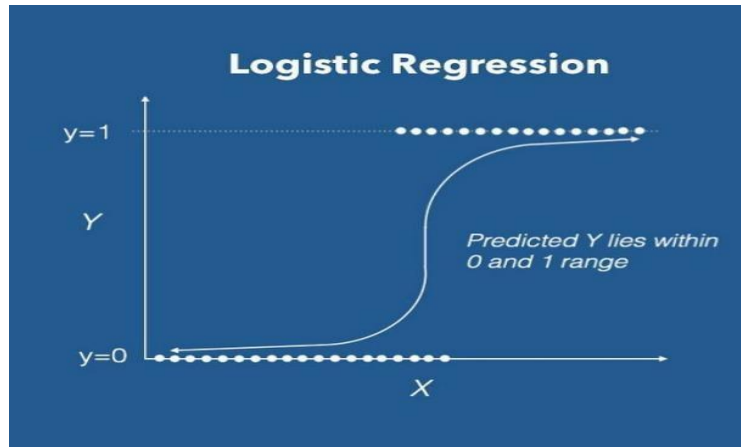 Logistic Regression
y=1
Y
Predicted Y lies within
0 and 1 range
y=0
X